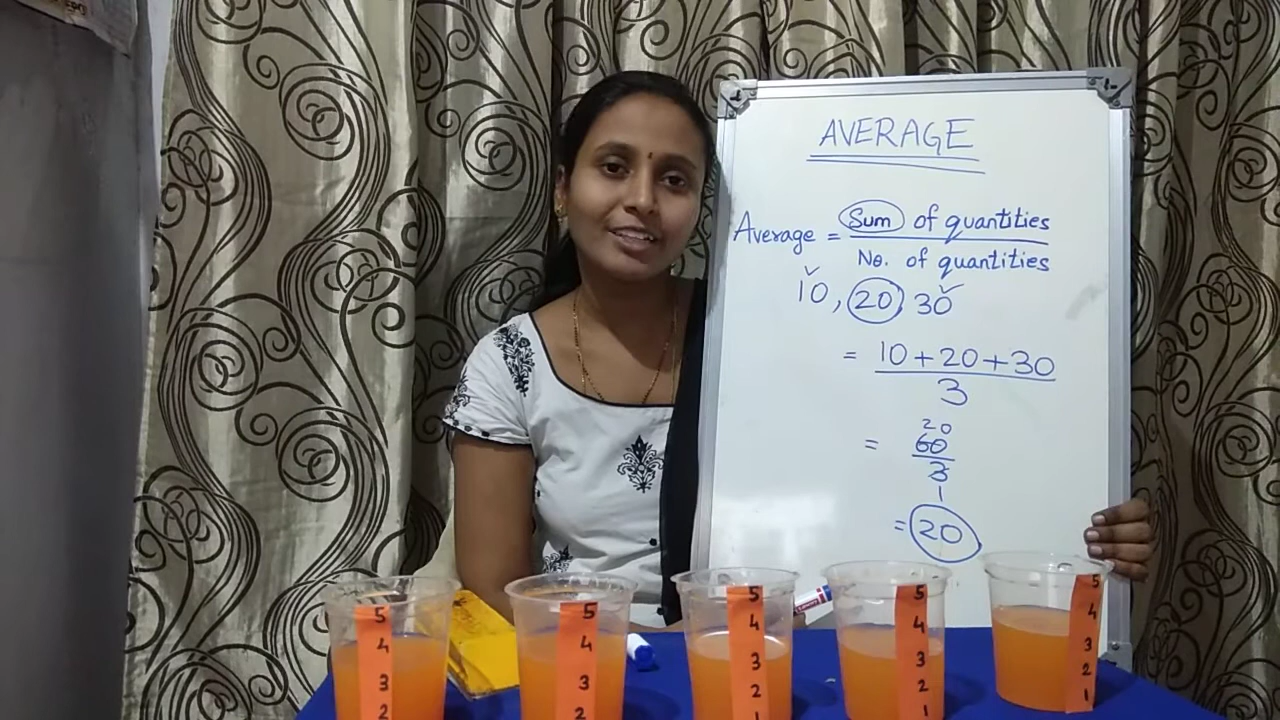 AVERAGE
Average = Sum of quantities
No. of quantities
10, 20, 30
= 10 + 20 + 30
3
20
= 60
3
1
= 20
5 5 5 5 5
4 4 4 4 4
3 3 3 3 3
2 2 2 2 2
1 1 1